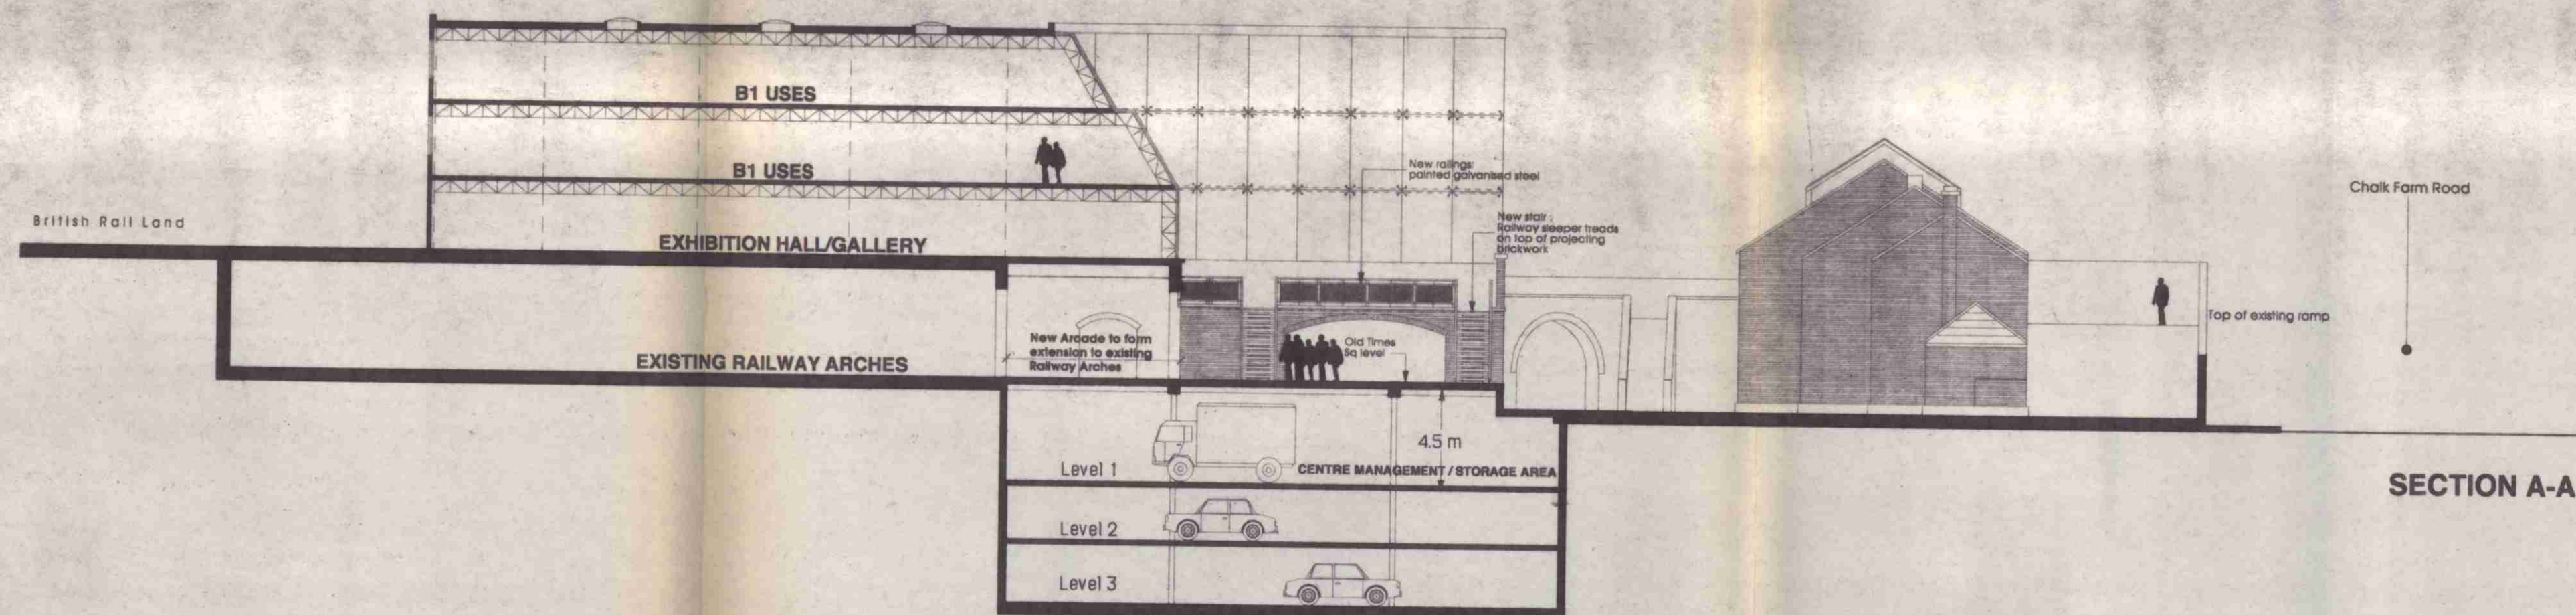 B1 USES
B1 USES
British Rail Land
EXHIBITION HALL/GALLERY
New railings:
painted galvanised steel
New stair :
Railway sleeper treads
on top of projecting
brickwork
Chalk Farm Road
Top of existing ramp
EXISTING RAILWAY ARCHES
New Arcade to form
extension to existing
Railway Arches
Old Times
Sq level
4.5 m
Level 1
CENTRE MANAGEMENT / STORAGE AREA
Level 2
Level 3
SECTION A-A